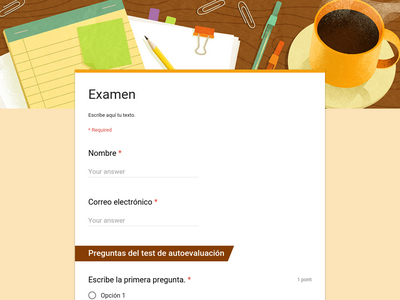 Examen
Escribe aquí tu texto.
* Required
Nombre *
Your answer
Correo electrónico *
Your answer
Preguntas del test de autoevaluación
Escribe la primera pregunta. * 1 point
Opción 1